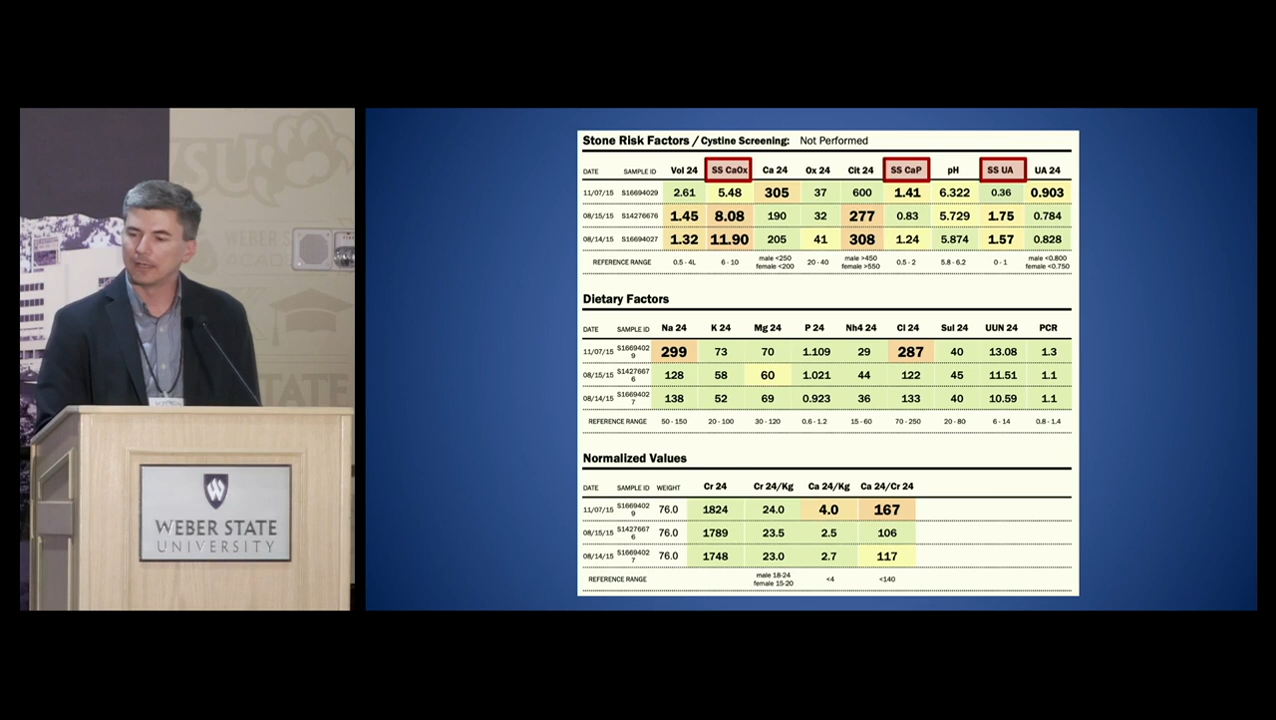 Stone Risk Factors / Cystine Screening: Not Performed
DATE SAMPLE ID Vol 24 SS CaOx Ca 24 Ox 24 Cit 24 SS CaP pH SS UA UA 24
11/07/15 S16694029 2.61 5.48 305 37 600 1.41 6.322 0.36 0.903
08/15/15 S14276676 1.45 8.08 190 32 277 0.83 5.729 1.75 0.784
08/14/15 S16694027 1.32 11.90 205 41 308 1.24 5.874 1.57 0.828
REFERENCE RANGE 0.5 - 4L 6 - 10 male <250 female <200 20 - 40 male >450 female >550 0.5 - 2 5.8 - 6.2 0 - 1 male <0.800 female <0.750
Dietary Factors
DATE SAMPLE ID Na 24 K 24 Mg 24 P 24 Nh4 24 Cl 24 Sul 24 UUN 24 PCR
11/07/15 S16694029 299 73 70 1.109 29 287 40 13.08 1.3
08/15/15 S14276676 128 58 60 1.021 44 122 45 11.51 1.1
08/14/15 S16694027 138 52 69 0.923 36 133 40 10.59 1.1
REFERENCE RANGE 50 - 150 20 - 100 30 - 120 0.6 - 1.2 15 - 60 70 - 250 20 - 80 6 - 14 0.8 - 1.4
Normalized Values
DATE SAMPLE ID WEIGHT Cr 24 Cr 24/Kg Ca 24/Kg Ca 24/Cr 24
11/07/15 S16694029 76.0 1824 24.0 4.0 167
08/15/15 S14276676 76.0 1789 23.5 2.5 106
08/14/15 S16694027 76.0 1748 23.0 2.7 117
REFERENCE RANGE male 18-24 female 15-20 <4 <140
WSU
WEBER S
STATE
W
WEBER STATE
UNIVERSITY